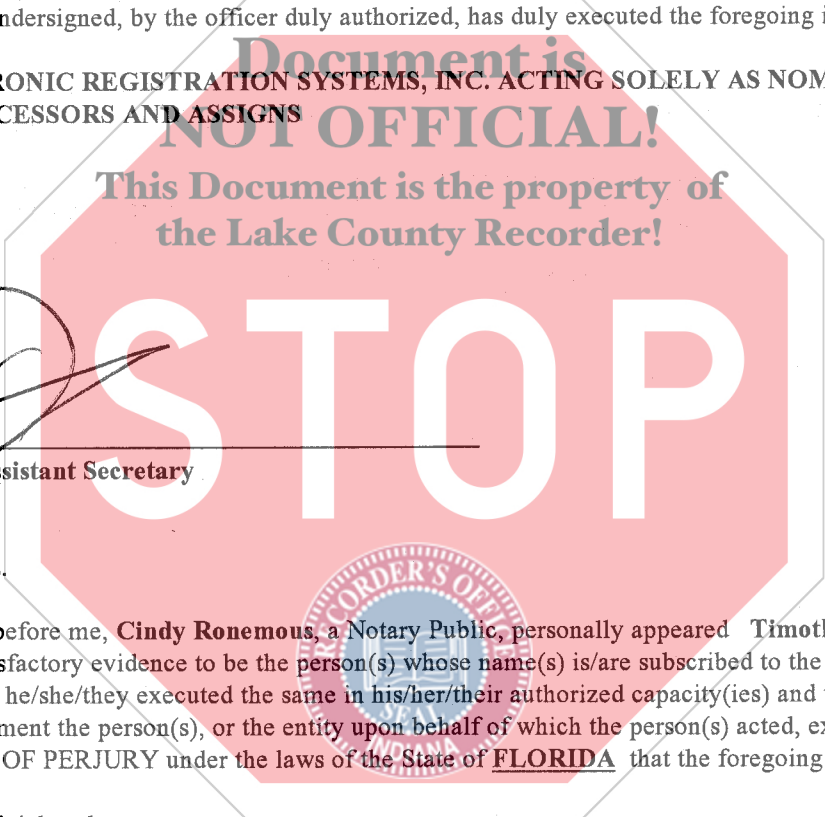 ndersigned, by the officer duly authorized, has duly executed the foregoing i
Document is
RONIC REGISTRATION SYSTEMS, INC. ACTING SOLELY AS NOM
CESSORS AND ASSIGNS
NOT OFFICIAL!
This Document is the property of
the Lake County Recorder!
STOP
ssistant Secretary
RECORDER'S OFFICE
before me, Cindy Ronemous, a Notary Public, personally appeared Timoth
sfactory evidence to be the person(s) whose name(s) is/are subscribed to the
he/she/they executed the same in his/her/their authorized capacity(ies) and
ment the person(s), or the entity upon behalf of which the person(s) acted, ex
SEAL
INDIANA
OF PERJURY under the laws of the State of FLORIDA that the foregoing